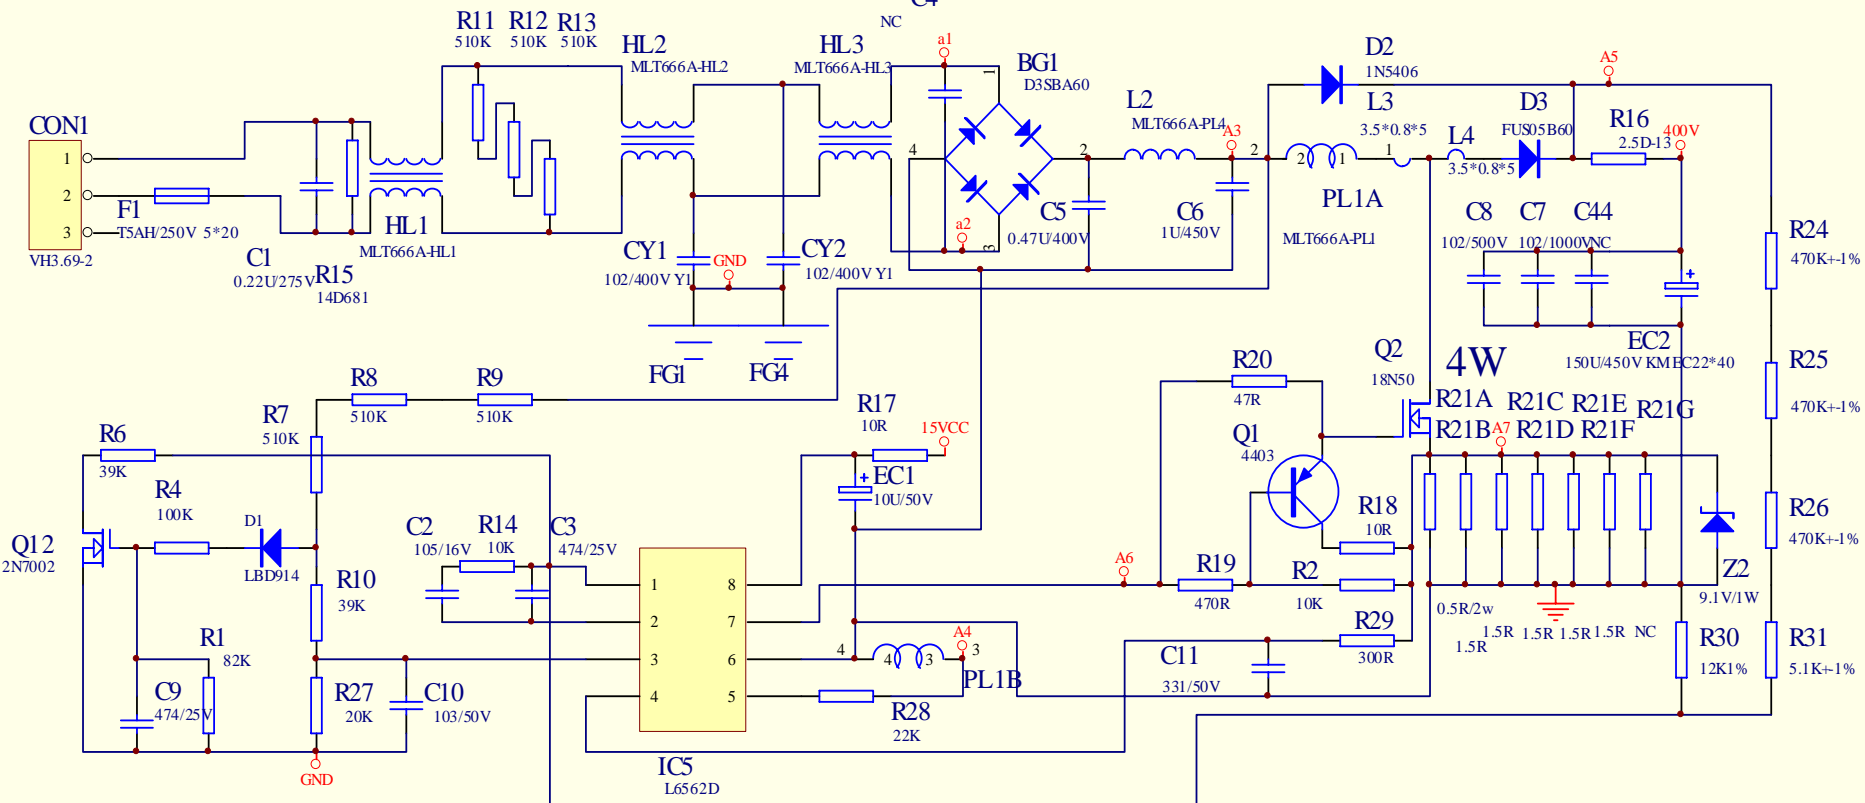 C4
NC
R11 R12 R13
510K 510K 510K
HL2
MLT666A-HL2
HL3
MLT666A-HL3
a1
1
BG1
D3SBA60
D2
1N5406
A5
CON1
1
2
3
VH3.69-2
F1
T5AH/250V 5*20
C1
0.22U/275V
R15
14D681
HL1
MLT666A-HL1
CY1
102/400V Y1
GND
CY2
102/400V Y1
FG1
FG4
4
2
3
a2
L2
MLT666A-PL4
A3
2
C5
0.47U/400V
C6
1U/450V
2 1
1
PL1A
MLT666A-PL1
L3
3.5*0.8*5
L4
3.5*0.8*5
D3
FUS05B60
R16
2.5D-13
400V
C8
102/500V
C7
102/1000V
C44
NC
+
EC2
150U/450V KMEC22*40
R24
470K+-1%
R25
470K+-1%
R26
470K+-1%
R31
5.1K+-1%
R8
510K
R9
510K
R7
510K
R6
39K
R4
100K
D1
LBD914
Q12
2N7002
R10
39K
R1
82K
C9
474/25V
R27
20K
C10
103/50V
GND
C2
105/16V
R14
10K
C3
474/25V
R17
10R
15VCC
+
EC1
10U/50V
1 8
2 7
3 6
4 5
IC5
L6562D
4
4 3
A4
3
PL1B
R28
22K
A6
R20
47R
Q1
4403
R19
470R
R18
10R
R2
10K
R29
300R
C11
331/50V
Q2
18N50
4W
R21A R21C R21E R21G
R21B A7 R21D R21F
0.5R/2w
1.5R
1.5R 1.5R 1.5R 1.5R NC
Z2
9.1V/1W
R30
12K1%